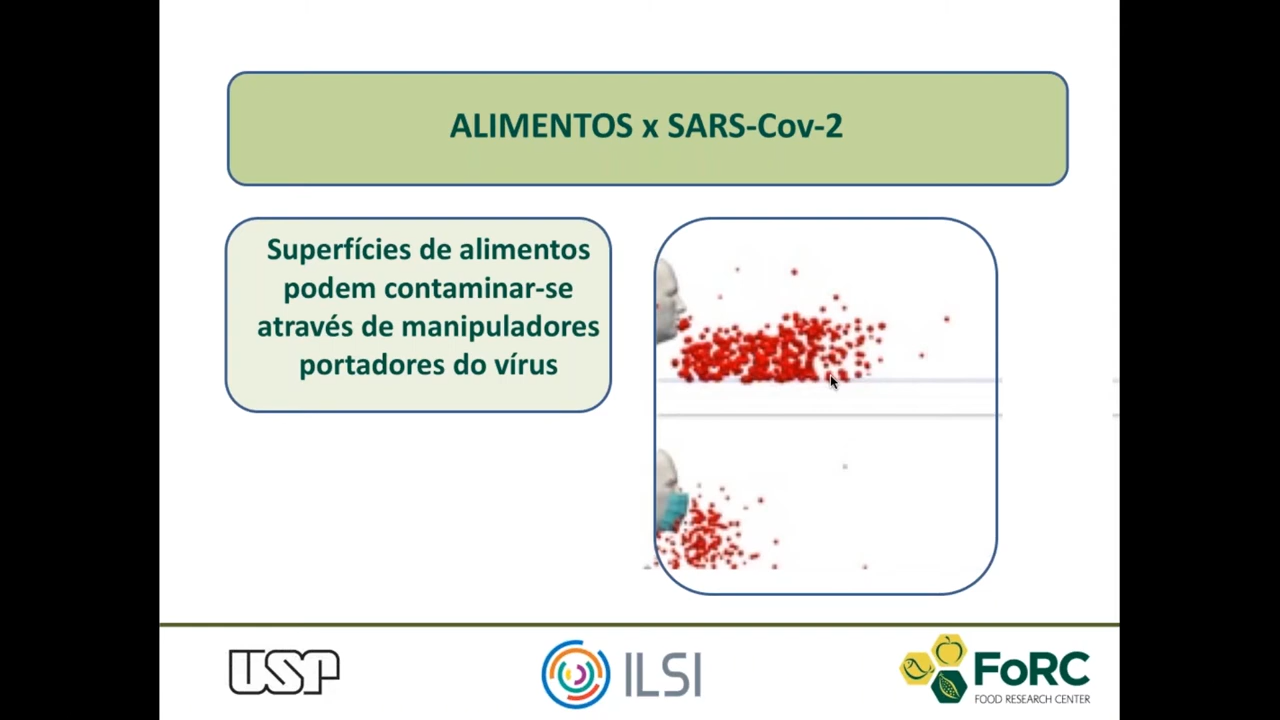 ALIMENTOS x SARS-Cov-2
Superfícies de alimentos
podem contaminar-se
através de manipuladores
portadores do vírus
USP
ILSI
FoRC
FOOD RESEARCH CENTER